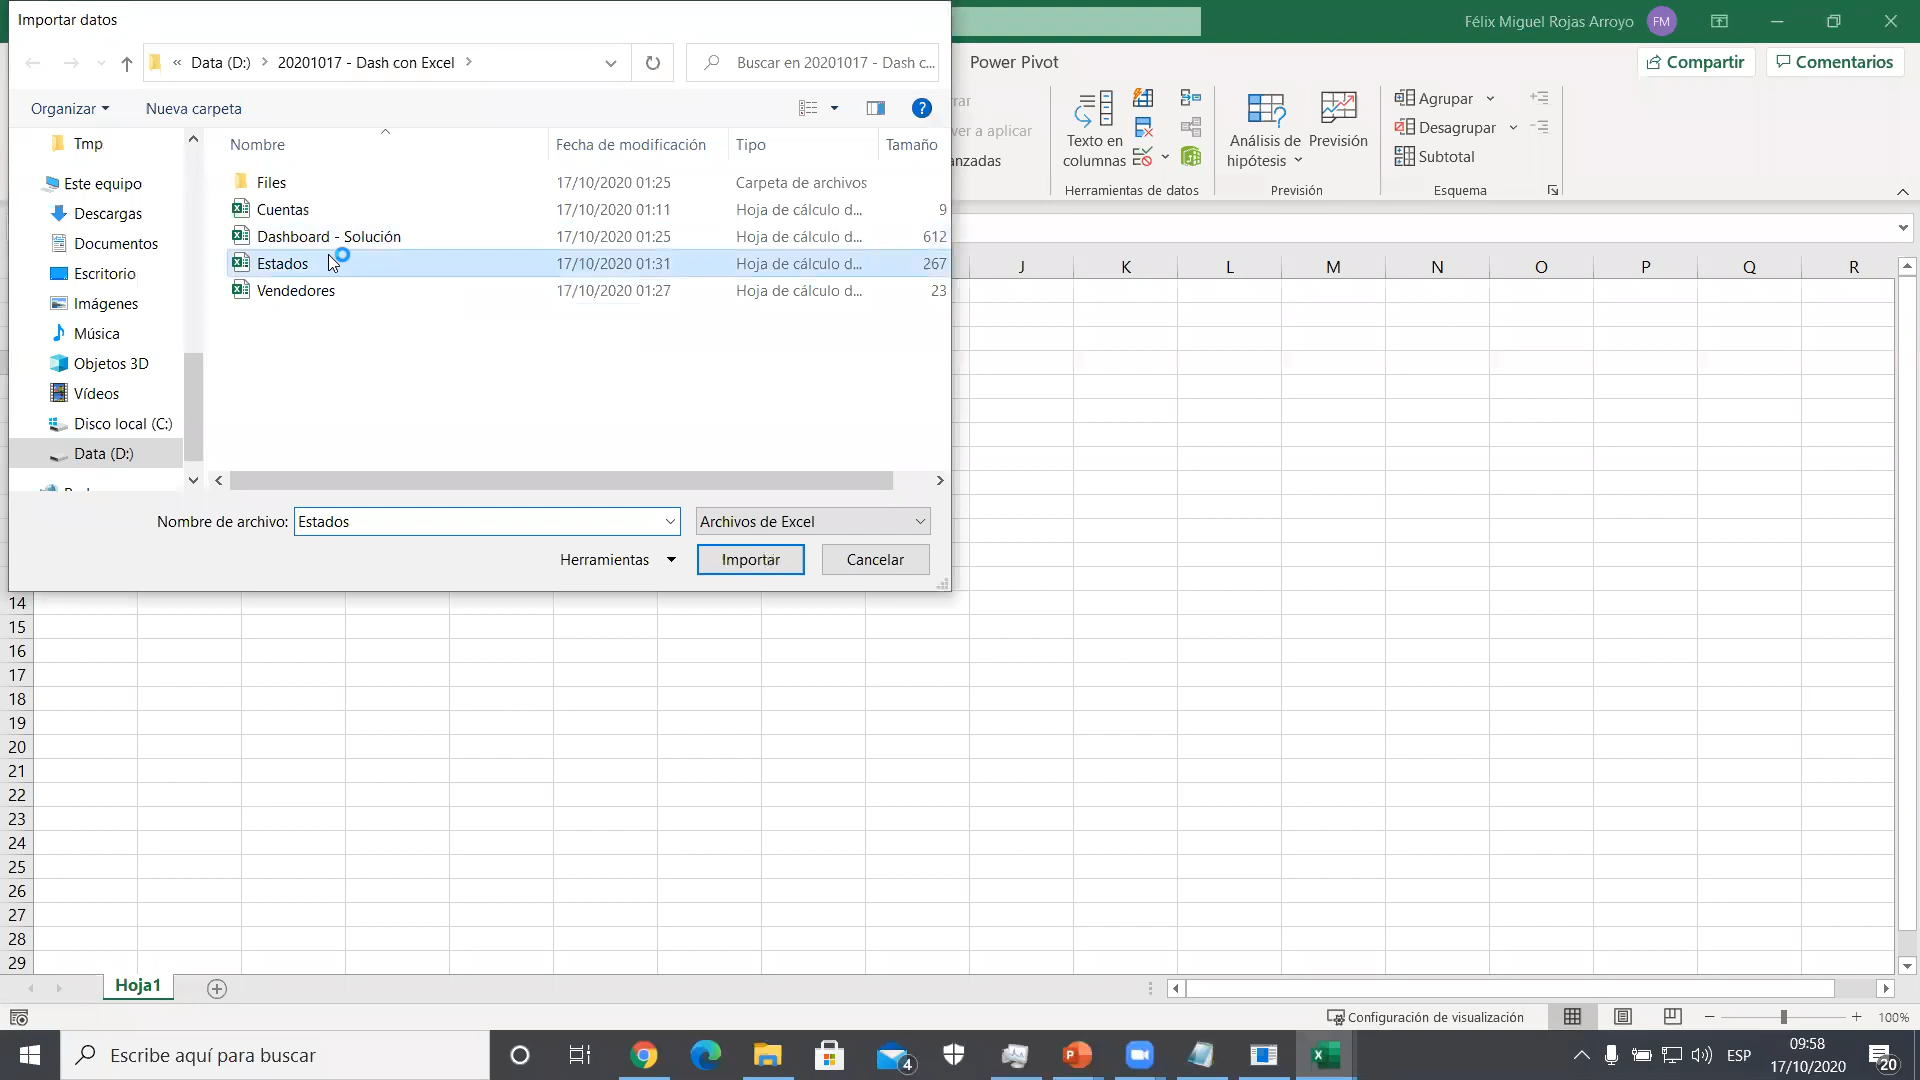 Importar datos
Félix Miguel Rojas Arroyo
FM
« Data (D:) > 20201017 - Dash con Excel >
Buscar en 20201017 - Dash c...
Power Pivot
Compartir
Comentarios
Organizar
Nueva carpeta
Tmp
Este equipo
Descargas
Documentos
Escritorio
Imágenes
Música
Objetos 3D
Vídeos
Disco local (C:)
Data (D:)
Nombre Fecha de modificación Tipo Tamaño
Files 17/10/2020 01:25 Carpeta de archivos
Cuentas 17/10/2020 01:11 Hoja de cálculo d... 9
Dashboard - Solución 17/10/2020 01:25 Hoja de cálculo d... 612
Estados 17/10/2020 01:31 Hoja de cálculo d... 267
Vendedores 17/10/2020 01:27 Hoja de cálculo d... 23
Nombre de archivo: Estados
Archivos de Excel
Herramientas
Importar
Cancelar
rar
ver a aplicar
anzadas
Texto en
columnas
Herramientas de datos
Análisis de
hipótesis
Previsión
Previsión
Agrupar
Desagrupar
Subtotal
Esquema
J K L M N O P Q R
14
15
16
17
18
19
20
21
22
23
24
25
26
27
28
29
Hoja1
Configuración de visualización
100%
Escribe aquí para buscar
4
ESP
09:58
17/10/2020
20